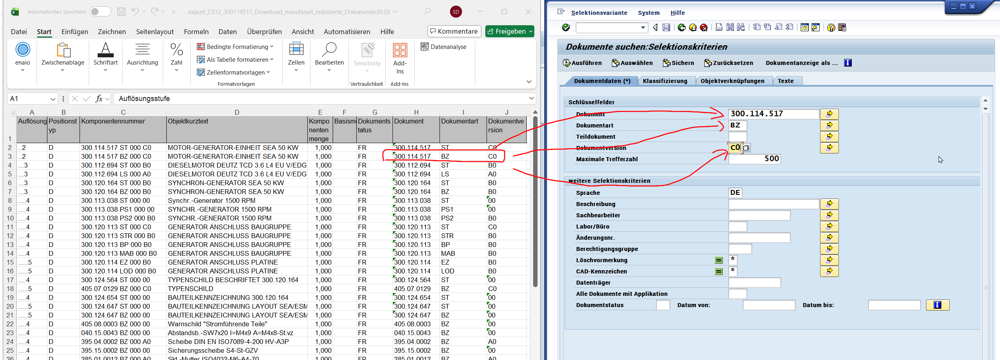 Automatisches Speichern
export_CS12_300114517_Download_maschinell_reduzierte_Dokumente.XLSX
SD
Datei Start Einfügen Zeichnen Seitenlayout Formeln Daten Überprüfen Ansicht Automatisieren Hilfe
Kommentare
Freigeben
enaio
Zwischenablage
Schriftart
Ausrichtung
Zahl
Bedingte Formatierung
Als Tabelle formatieren
Zellenformatvorlagen
Formatvorlagen
Zellen
Bearbeiten
Sensitivity
Vertraulichkeit
Add-
Ins
Add-Ins
Datenanalyse
A1 fx Auflösungsstufe
A B C D E F G H I J
1 Auflösung Positionst
yp Komponentennummer Objektkurztext Kompo
nenten
menge Basism Dokuments
tatus Dokument Dokumentart Dokumentve
rsion
2 ..2 D 300.114.517 ST 000 C0 MOTOR-GENERATOR-EINHEIT SEA 50 KW 1,000 FR 300.114.517 ST C0
3 ..2 D 300.114.517 BZ 000 C0 MOTOR-GENERATOR-EINHEIT SEA 50 KW 1,000 FR 300.114.517 BZ C0
4 ...3 D 300.112.694 ST 000 B0 DIESELMOTOR DEUTZ TCD 3.6 L4 EU V/EDG 1,000 FR 300.112.694 ST B0
5 ...3 D 300.112.694 LS 000 A0 DIESELMOTOR DEUTZ TCD 3.6 L4 EU V/EDG 1,000 FR 300.112.694 LS A0
6 ...3 D 300.120.164 ST 000 B0 SYNCHRON-GENERATOR SEA 50 KW 1,000 FR 300.120.164 ST B0
7 ...3 D 300.120.164 BZ 000 B0 SYNCHRON-GENERATOR SEA 50 KW 1,000 FR 300.120.164 BZ B0
8 ....4 D 300.113.038 ST 000 00 Synchr.-Generator 1500 RPM 1,000 FR 300.113.038 ST 00
9 ....4 D 300.113.038 PS1 000 00 SYNCHR.-GENERATOR 1500 RPM 1,000 FR 300.113.038 PS1 00
10 ....4 D 300.113.038 PS2 000 B0 SYNCHR.-GENERATOR 1500 RPM 1,000 FR 300.113.038 PS2 B0
11 ....4 D 300.120.113 ST 000 C0 GENERATOR ANSCHLUSS BAUGRUPPE 1,000 FR 300.120.113 ST C0
12 ....4 D 300.120.113 STR 000 B0 GENERATOR ANSCHLUSS BAUGRUPPE 1,000 FR 300.120.113 STR B0
13 ....4 D 300.120.113 BP 000 B0 GENERATOR ANSCHLUSS BAUGRUPPE 1,000 FR 300.120.113 BP B0
14 ....4 D 300.120.113 MAB 000 B0 GENERATOR ANSCHLUSS BAUGRUPPE 1,000 FR 300.120.113 MAB B0
15 .....5 D 300.120.114 EZ 000 B0 GENERATOR ANSCHLUSS PLATINE 1,000 FR 300.120.114 EZ B0
16 .....5 D 300.120.114 LOD 000 B0 GENERATOR ANSCHLUSS PLATINE 1,000 FR 300.120.114 LOD B0
17 ....4 D 300.124.564 ST 000 00 TYPENSCHILD BESCHRIFTET 300.120.164 1,000 FR 300.124.564 ST 00
18 .....5 D 405.07.0129 BZ 000 C0 TYPENSCHILD 1,000 FR 405.07.0129 BZ C0
19 ....4 D 300.124.654 ST 000 00 BAUTEILKENNZEICHNUNG 300.120.164 1,000 FR 300.124.654 ST 00
20 .....5 D 300.124.647 ST 000 00 BAUTEILKENNZEICHNUNG LAYOUT SEA/ESM 1,000 FR 300.124.647 ST 00
21 .....5 D 300.124.647 BZ 000 00 BAUTEILKENNZEICHNUNG LAYOUT SEA/ESM 1,000 FR 300.124.647 BZ 00
22 ....4 D 405.08.0003 BZ 000 00 Warnschild "Stromführende Teile" 1,000 FR 405.08.0003 BZ 00
23 ....4 D 040.15.0043 BZ 000 00 Abstandsb.-SW7x20 I=M4x9 A=M4x8-St.vz 1,000 FR 040.15.0043 BZ 00
24 ....4 D 395.04.0002 BZ 000 A0 Scheibe DIN EN ISO7089-4-200 HV-A3P 1,000 FR 395.04.0002 BZ A0
25 ....4 D 395.15.0002 BZ 000 00 Sicherungsscheibe S4-St-GZV 1,000 FR 395.15.0002 BZ 00
26 ....4 D 285.01.0012 BZ 000 A0 Skt.-Mutter ISO4032-M6-A4-70 1,000 FR 285.01.0012 BZ A0
Selektionsvariante System Hilfe
Dokumente suchen:Selektionskriterien
Ausführen Auswählen Sichern Zurücksetzen Dokumentanzeige als ...
Dokumentdaten (*) Klassifizierung Objektverknüpfungen Texte
Schlüsselfelder
Dokument 300.114.517
Dokumentart BZ
Teildokument
Dokumentversion C0
Maximale Trefferzahl 500
weitere Selektionskriterien
Sprache DE
Beschreibung
Sachbearbeiter
Labor/Büro
Änderungsnr.
Berechtigungsgruppe
Löschvormerkung = *
CAD-Kennzeichen = *
Datenträger
Alle Dokumente mit Applikation
Dokumentstatus Datum von: Datum bis: